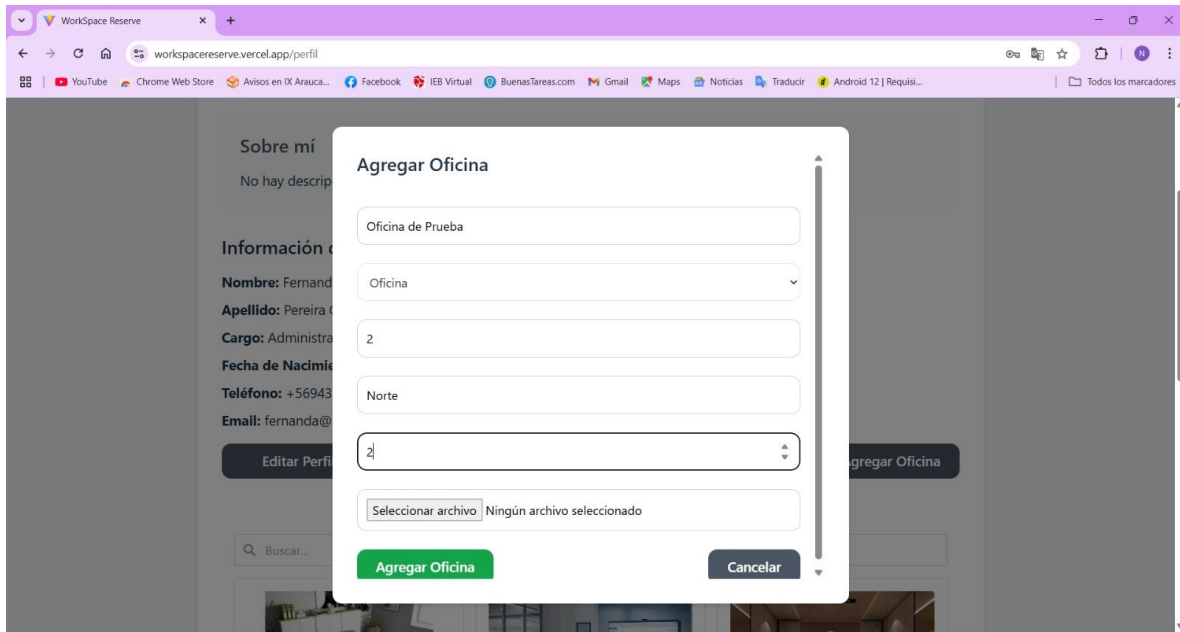 WorkSpace Reserve
workspacereserve.vercel.app/perfil
N
YouTube Chrome Web Store Avisos en IX Arauca... Facebook IEB Virtual BuenasTareas.com Gmail Maps Noticias Traducir Android 12 | Requisi... Todos los marcadores
Sobre mí
No hay descrip
Agregar Oficina
Oficina de Prueba
Información
Nombre: Fernand
Oficina
Apellido: Pereira
Cargo: Administra
2
Fecha de Nacimie
Teléfono: +56943
Norte
Email: fernanda@
2
Editar Perfi
gregar Oficina
Seleccionar archivo Ningún archivo seleccionado
Buscar...
Agregar Oficina Cancelar